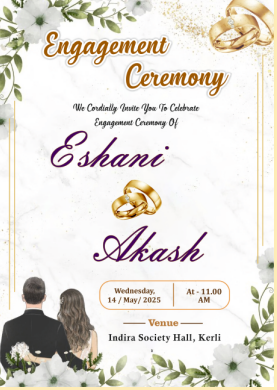 Engagement
Ceremony
We Cordially Invite You To Celebrate
Engagement Ceremony Of
Eshani
Akash
Wednesday,
14 / May/ 2025
At - 11.00
AM
Venue
Indira Society Hall, Kerli